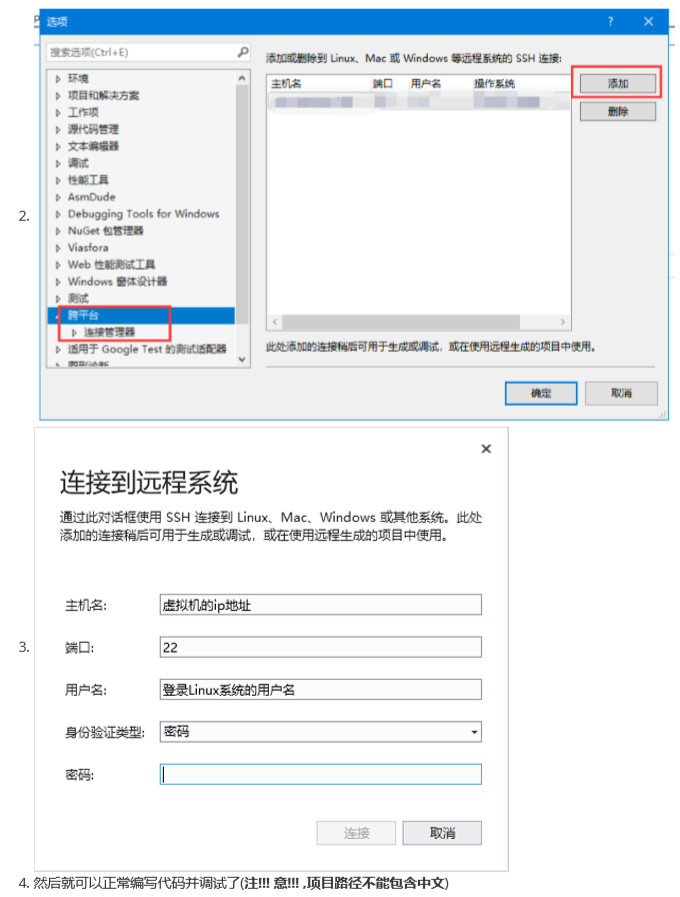 2.
选项
? ×
搜索选项(Ctrl+E)
环境
项目和解决方案
工作项
源代码管理
文本编辑器
调试
性能工具
AsmDude
Debugging Tools for Windows
NuGet 包管理器
Viasfora
Web 性能测试工具
Windows 窗体设计器
测试
跨平台
连接管理器
适用于 Google Test 的测试适配器
图形诊断
添加或删除到 Linux、Mac 或 Windows 等远程系统的 SSH 连接:
主机名 端口 用户名 操作系统
添加
删除
此处添加的连接稍后可用于生成或调试，或在使用远程生成的项目中使用。
确定 取消
3.
连接到远程系统
通过此对话框使用 SSH 连接到 Linux、Mac、Windows 或其他系统。此处
添加的连接稍后可用于生成或调试，或在使用远程生成的项目中使用。
主机名: 虚拟机的ip地址
端口: 22
用户名: 登录Linux系统的用户名
身份验证类型: 密码
密码:
连接 取消
4. 然后就可以正常编写代码并调试了(注!!! 意!!! ,项目路径不能包含中文)